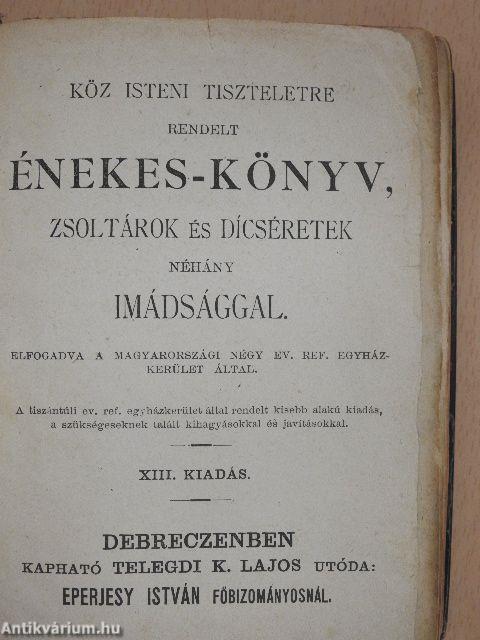 KÖZ ISTENI TISZTELETRE
RENDELT
ÉNEKES-KÖNYV,
ZSOLTÁROK ÉS DÍCSÉRETEK
NÉHÁNY
IMÁDSÁGGAL.
ELFOGADVA A MAGYARORSZÁGI NÉGY EV. REF. EGYHÁZ-
KERÜLET ÁLTAL.
A tiszántúli ev. ref. egyházkerület által rendelt kisebb alakú kiadás,
a szükségeseknek talált kihagyásokkal és javításokkal.
XIII. KIADÁS.
DEBRECZENBEN
KAPHATÓ TELEGDI K. LAJOS UTÓDA:
EPERJESY ISTVÁN FŐBIZOMÁNYOSNÁL.
Antikvárium.hu